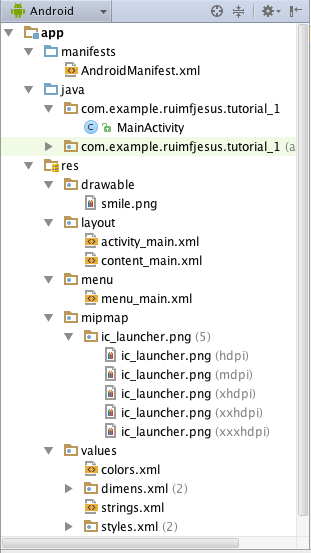 Android
app
manifests
AndroidManifest.xml
java
com.example.ruimfjesus.tutorial_1
C MainActivity
com.example.ruimfjesus.tutorial_1 (a
res
drawable
smile.png
layout
activity_main.xml
content_main.xml
menu
menu_main.xml
mipmap
ic_launcher.png (5)
ic_launcher.png (hdpi)
ic_launcher.png (mdpi)
ic_launcher.png (xhdpi)
ic_launcher.png (xxhdpi)
ic_launcher.png (xxxhdpi)
values
colors.xml
dimens.xml (2)
strings.xml
styles.xml (2)